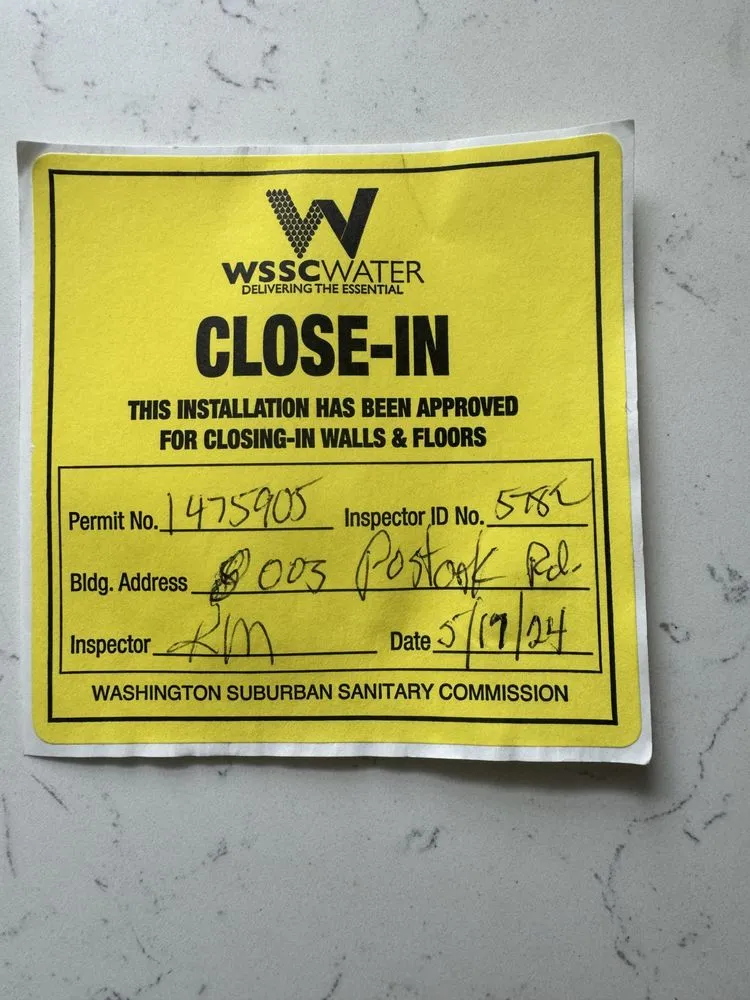 WSSCWATER
DELIVERING THE ESSENTIAL
CLOSE-IN
THIS INSTALLATION HAS BEEN APPROVED
FOR CLOSING-IN WALLS & FLOORS
Permit No. 1475905 Inspector ID No.
Bldg. Address 8003 Postoak Rd.
Inspector KM Date 5/17/24
WASHINGTON SUBURBAN SANITARY COMMISSION